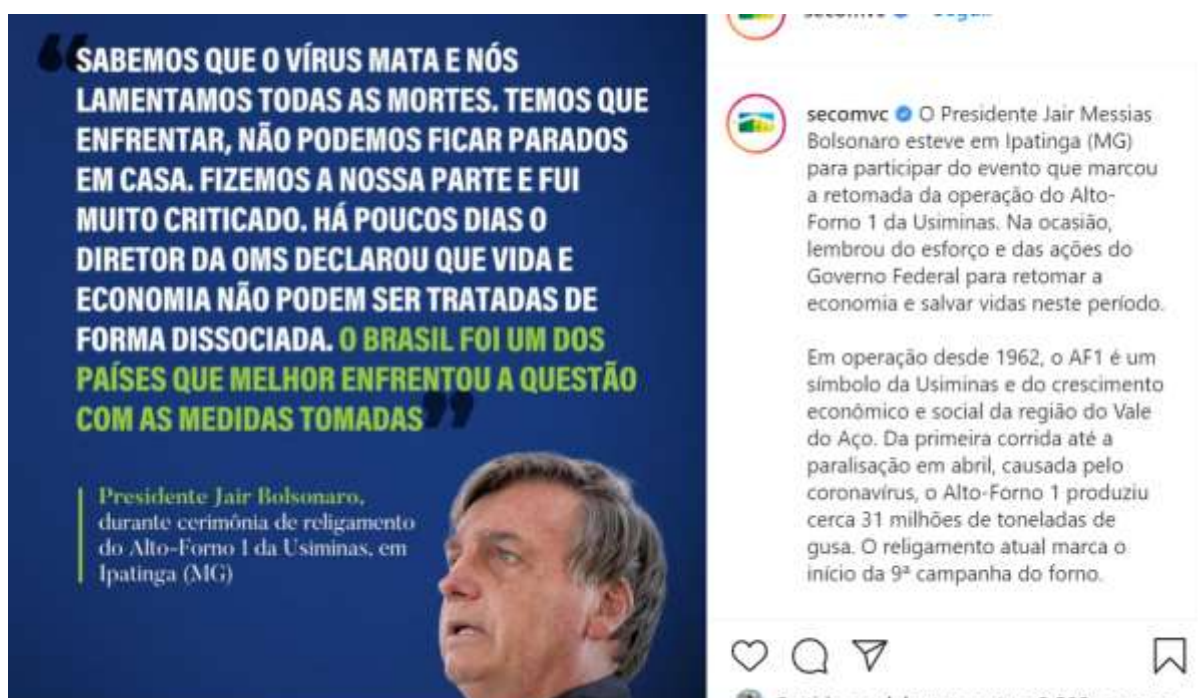 SABEMOS QUE O VÍRUS MATA E NÓS
LAMENTAMOS TODAS AS MORTES. TEMOS QUE
ENFRENTAR, NÃO PODEMOS FICAR PARADOS
EM CASA. FIZEMOS A NOSSA PARTE E FUI
MUITO CRITICADO. HÁ POUCOS DIAS O
DIRETOR DA OMS DECLAROU QUE VIDA E
ECONOMIA NÃO PODEM SER TRATADAS DE
FORMA DISSOCIADA. O BRASIL FOI UM DOS
PAÍSES QUE MELHOR ENFRENTOU A QUESTÃO
COM AS MEDIDAS TOMADAS
Presidente Jair Bolsonaro,
durante cerimônia de religamento
do Alto-Forno 1 da Usiminas, em
Ipatinga (MG)
secomvc
secomvc O Presidente Jair Messias
Bolsonaro esteve em Ipatinga (MG)
para participar do evento que marcou
a retomada da operação do Alto-
Forno 1 da Usiminas. Na ocasião,
lembrou do esforço e das ações do
Governo Federal para retomar a
economia e salvar vidas neste período.
Em operação desde 1962, o AF1 é um
símbolo da Usiminas e do crescimento
econômico e social da região do Vale
do Aço. Da primeira corrida até a
paralisação em abril, causada pelo
coronavírus, o Alto-Forno 1 produziu
cerca 31 milhões de toneladas de
gusa. O religamento atual marca o
início da 9ª campanha do forno.